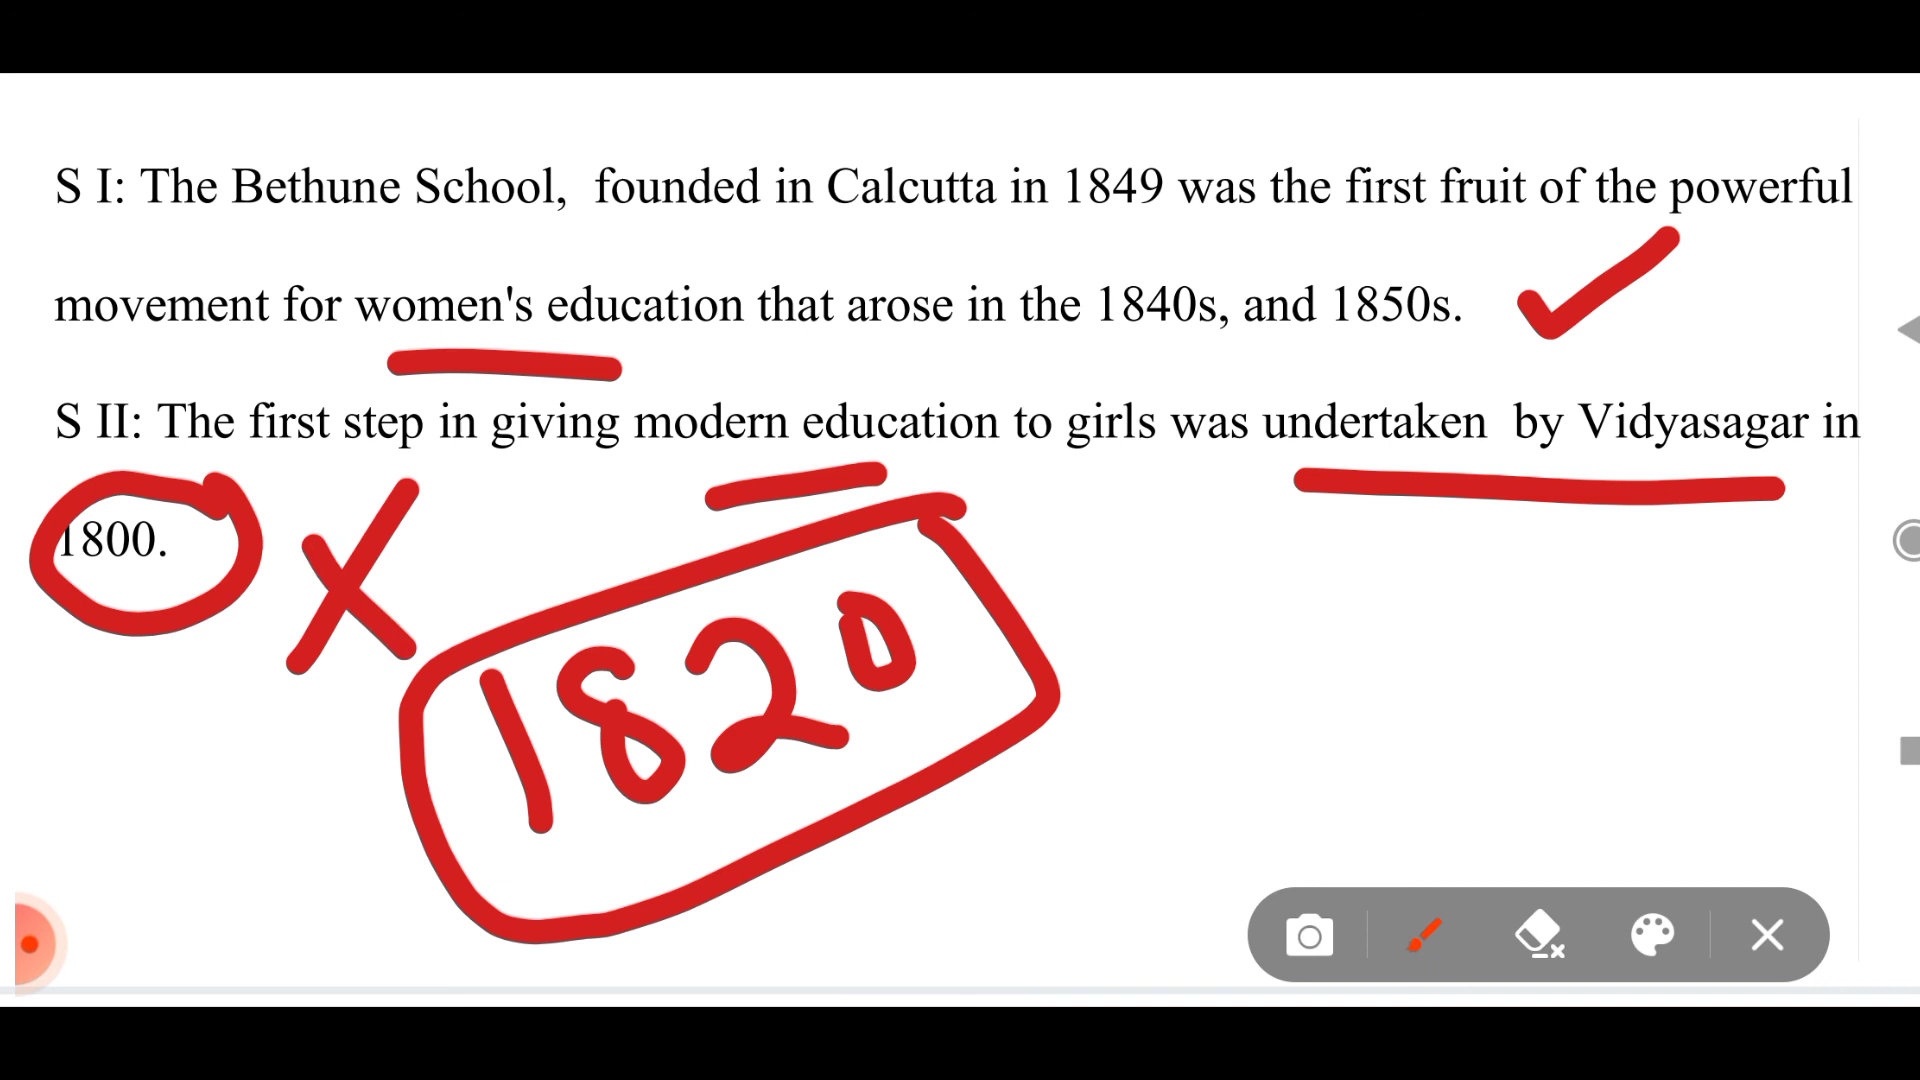 S I: The Bethune School, founded in Calcutta in 1849 was the first fruit of the powerful
movement for women's education that arose in the 1840s, and 1850s.
S II: The first step in giving modern education to girls was undertaken by Vidyasagar in
1800.
1820